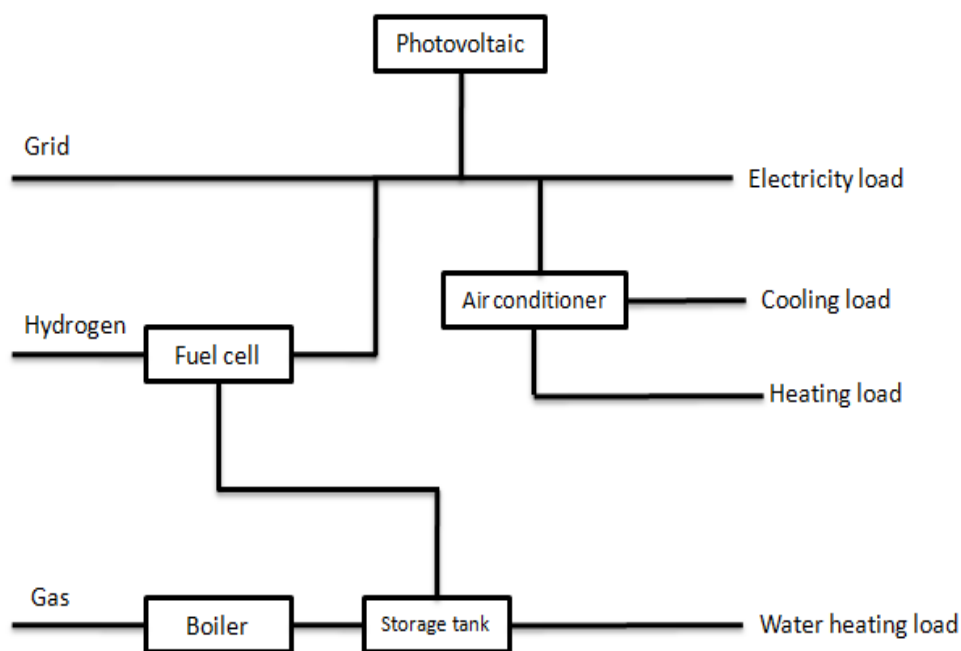 Photovoltaic
Grid
Electricity load
Air conditioner
Cooling load
Hydrogen
Fuel cell
Heating load
Gas
Boiler
Storage tank
Water heating load